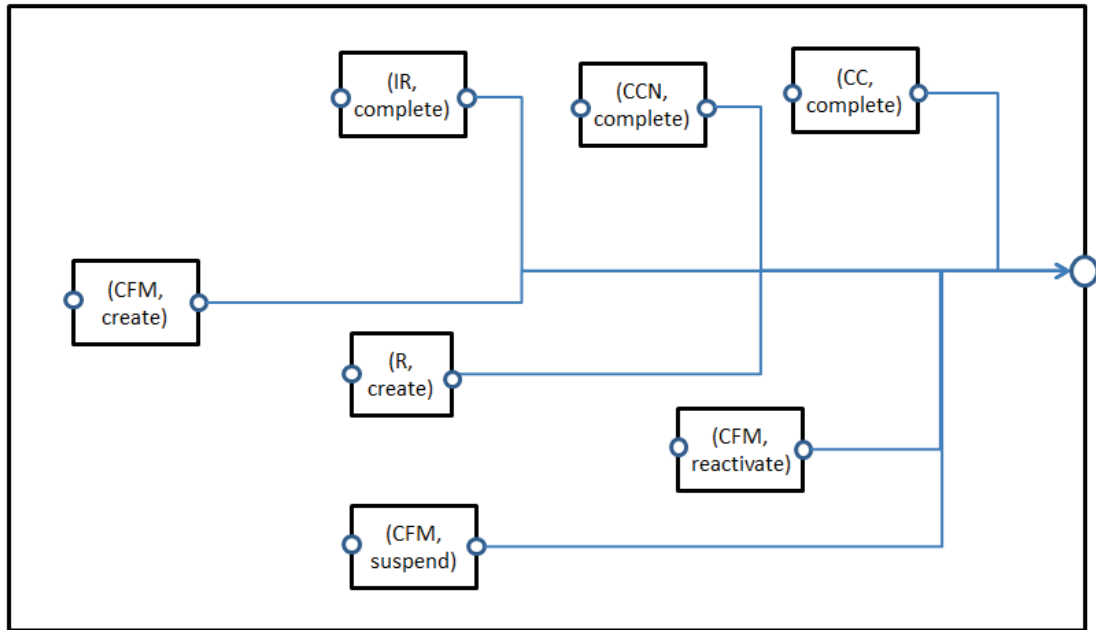 (IR,
complete)
(CCN,
complete)
(CC,
complete)
(CFM,
create)
(R,
create)
(CFM,
reactivate)
(CFM,
suspend)